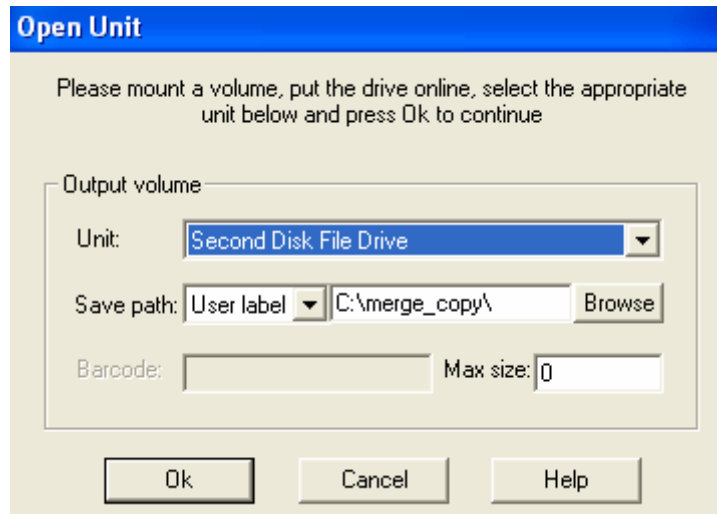 Open Unit
Please mount a volume, put the drive online, select the appropriate
unit below and press Ok to continue
Output volume
Unit: Second Disk File Drive
Save path: User label C:\merge_copy\ Browse
Barcode: Max size: 0
Ok Cancel Help